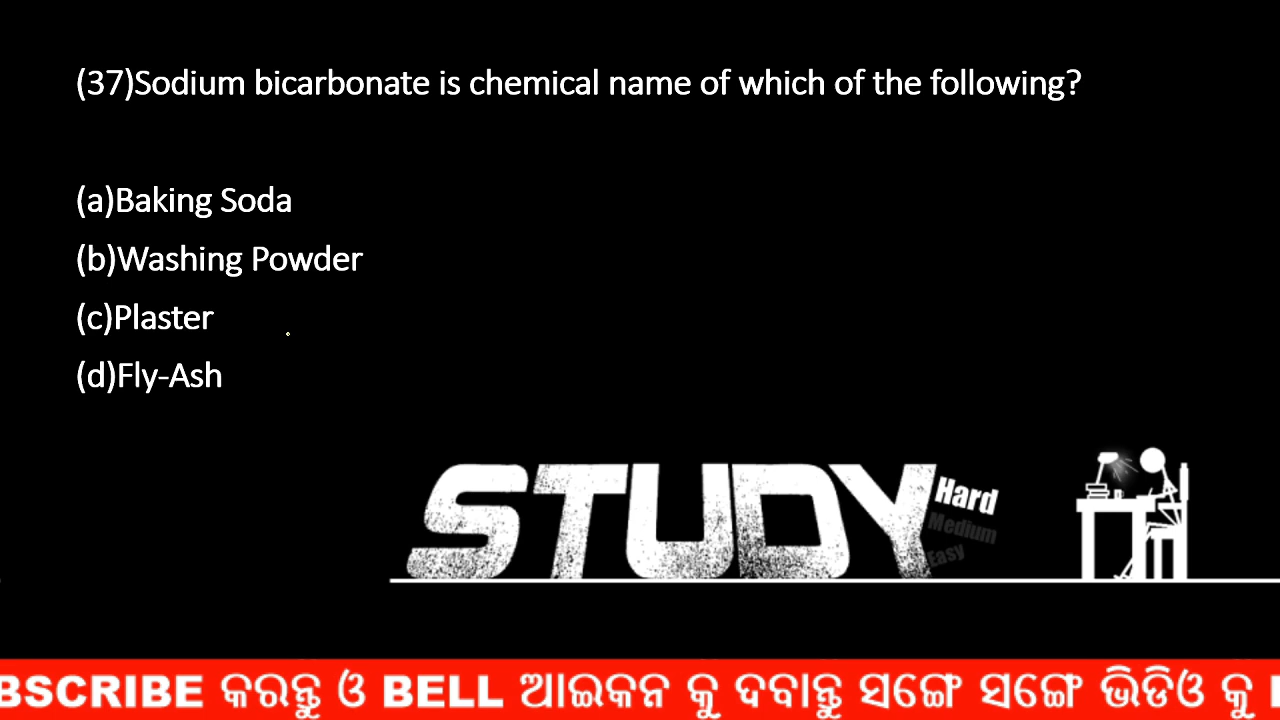 (37)Sodium bicarbonate is chemical name of which of the following?
(a)Baking Soda
(b)Washing Powder
(c)Plaster
(d)Fly-Ash
STUDY
Hard
Medium
Easy
BSCRIBE କରନ୍ତୁ ଓ BELL ଆଇକନ କୁ ଦବାନ୍ତୁ ସଙ୍ଗେ ସଙ୍ଗେ ଭିଡିଓ କୁ